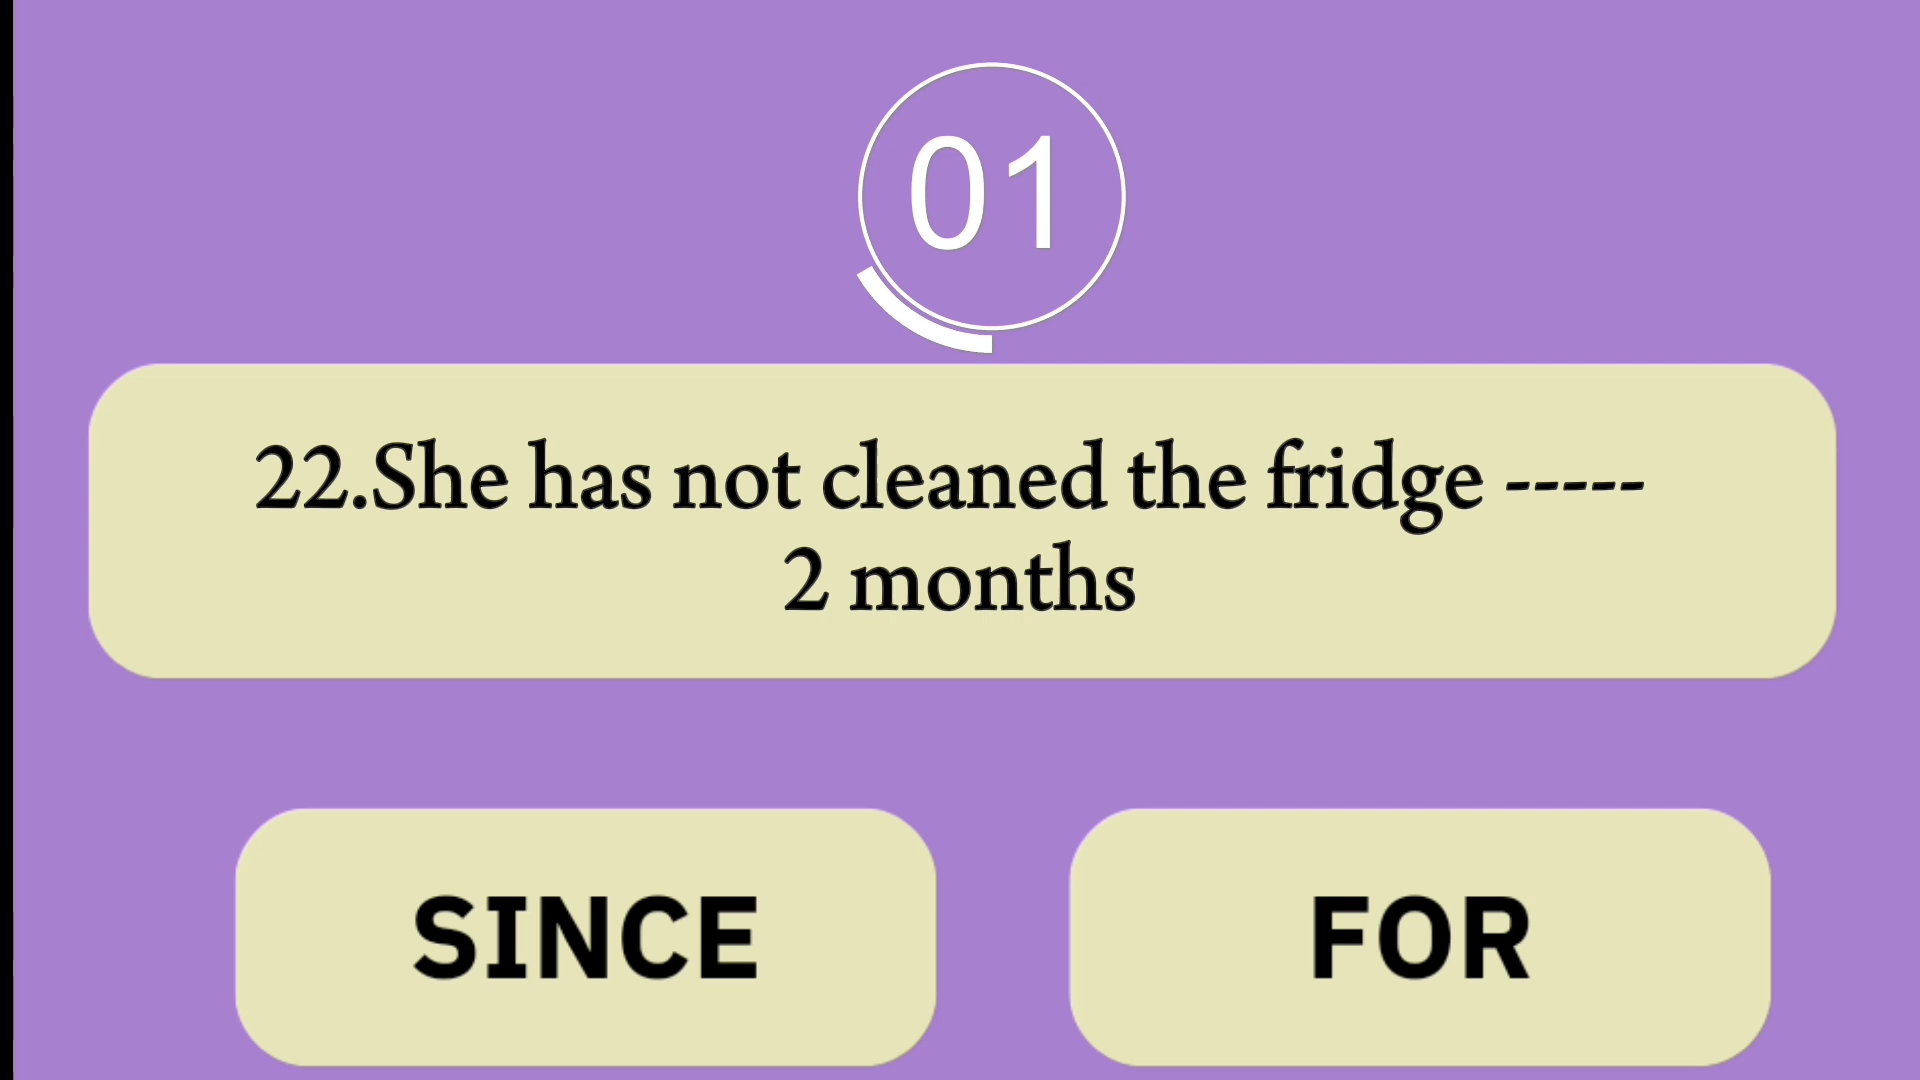 01
22.She has not cleaned the fridge -----
2 months
SINCE
FOR